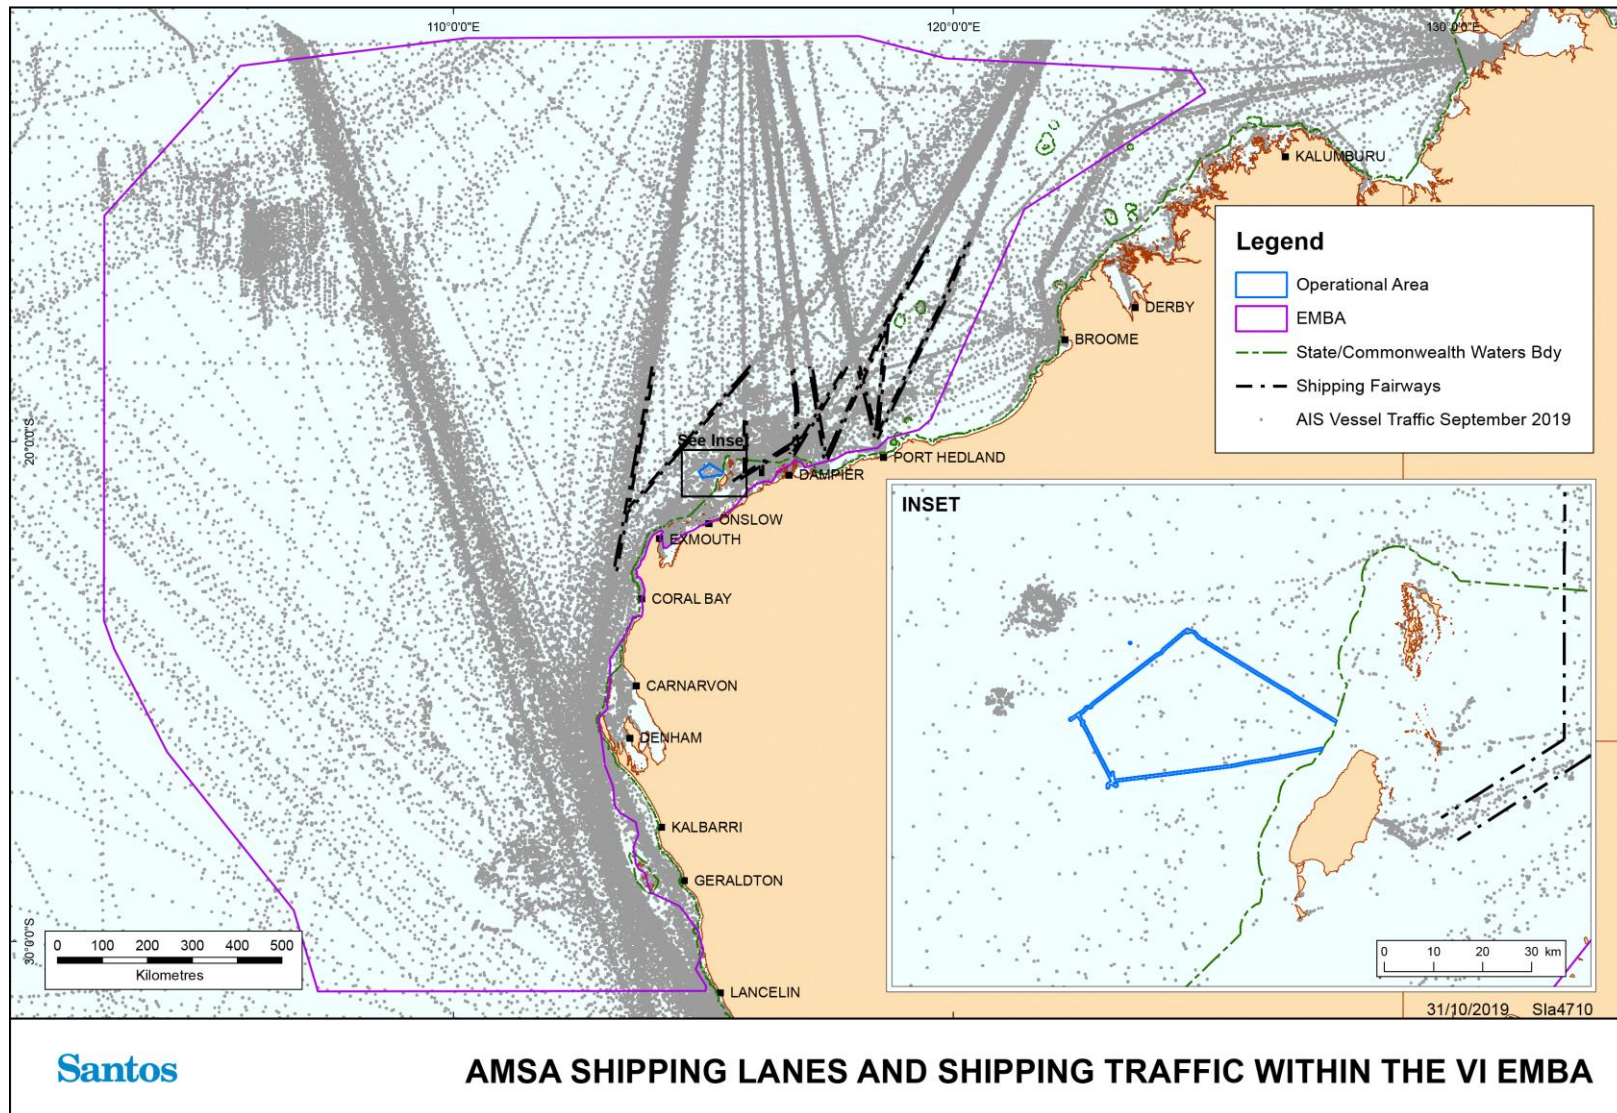 110°0'0"E
120°0'0"E
130°0'0"E
KALUMBURU
Legend
Operational Area
EMBA
State/Commonwealth Waters Bdy
Shipping Fairways
AIS Vessel Traffic September 2019
DERBY
BROOME
20°0'0"S
See Inset
PORT HEDLAND
DAMPIER
ONSLOW
EXMOUTH
INSET
CORAL BAY
CARNARVON
DENHAM
KALBARRI
GERALDTON
30°0'0"S
0 100 200 300 400 500
Kilometres
0 10 20 30 km
LANCELIN
31/10/2019 Sla4710
Santos
AMSA SHIPPING LANES AND SHIPPING TRAFFIC WITHIN THE VI EMBA